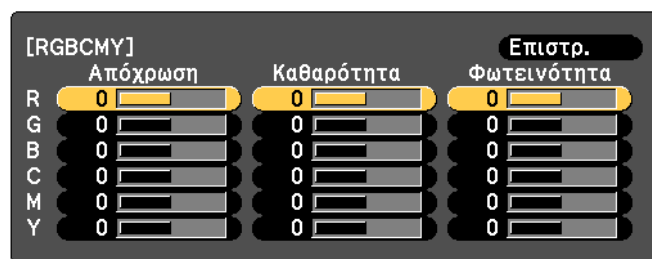 [RGBCMY] Επιστρ.
Απόχρωση Καθαρότητα Φωτεινότητα
R 0 0 0
G 0 0 0
B 0 0 0
C 0 0 0
M 0 0 0
Y 0 0 0